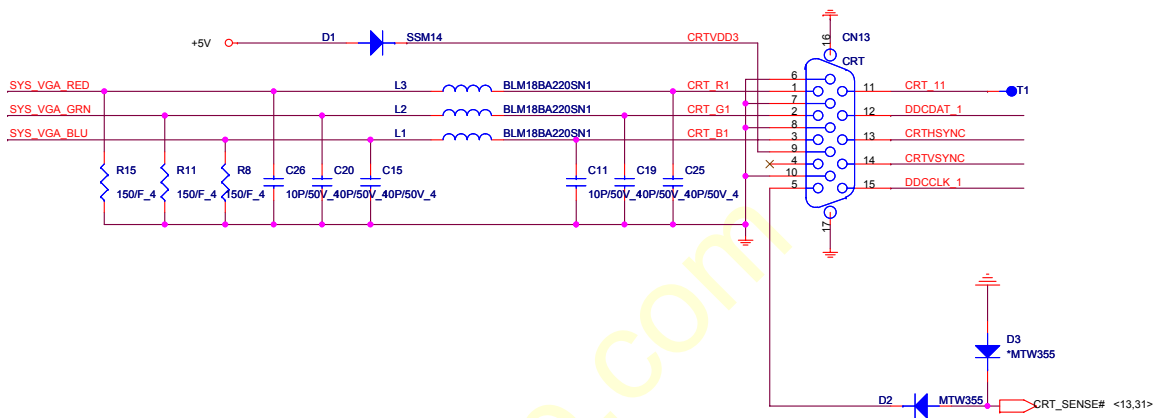 16
CN13
+5V
D1
SSM14
CRTVDD3
CRT
SYS_VGA_RED
L3
BLM18BA220SN1
CRT_R1
6
1
11
CRT_11
T1
SYS_VGA_GRN
L2
BLM18BA220SN1
CRT_G1
7
2
12
DDCDAT_1
SYS_VGA_BLU
L1
BLM18BA220SN1
CRT_B1
8
3
13
CRTHSYNC
9
4
14
CRTVSYNC
10
5
15
DDCCLK_1
R15
R11
R8
C26
C20
C15
C11
C19
C25
150/F_4
150/F_4
150/F_4
10P/50V_4
0P/50V_4
0P/50V_4
10P/50V_4
0P/50V_4
0P/50V_4
17
D3
*MTW355
D2
MTW355
CRT_SENSE# <13,31>